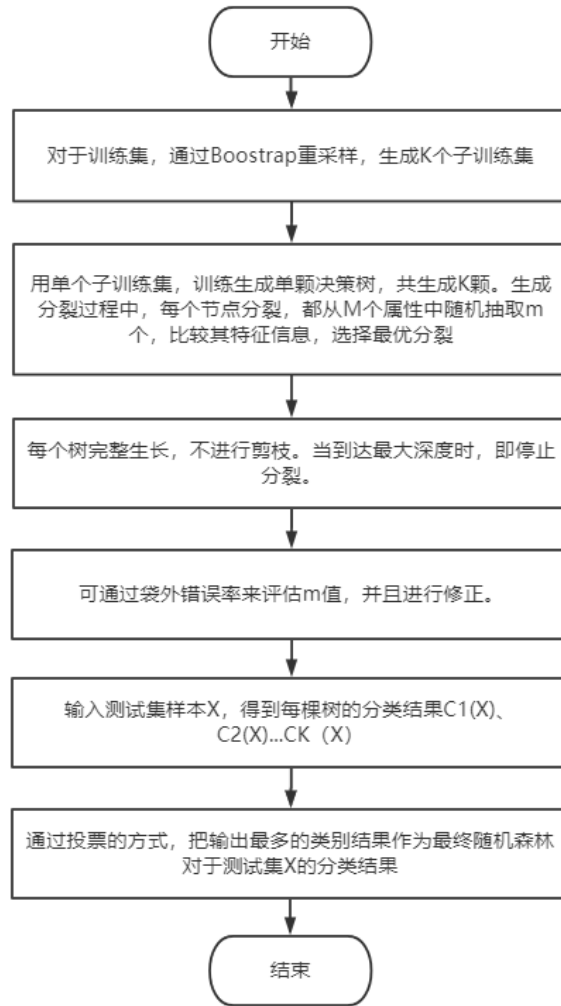 开始
对于训练集，通过Boostrap重采样，生成K个子训练集
用单个子训练集，训练生成单颗决策树，共生成K颗。生成
分裂过程中，每个节点分裂，都从M个属性中随机抽取m
个，比较其特征信息，选择最优分裂
每个树完整生长，不进行剪枝。当到达最大深度时，即停止
分裂。
可通过袋外错误率来评估m值，并且进行修正。
输入测试集样本X，得到每棵树的分类结果C1(X)、
C2(X)...CK（X）
通过投票的方式，把输出最多的类别结果作为最终随机森林
对于测试集X的分类结果
结束